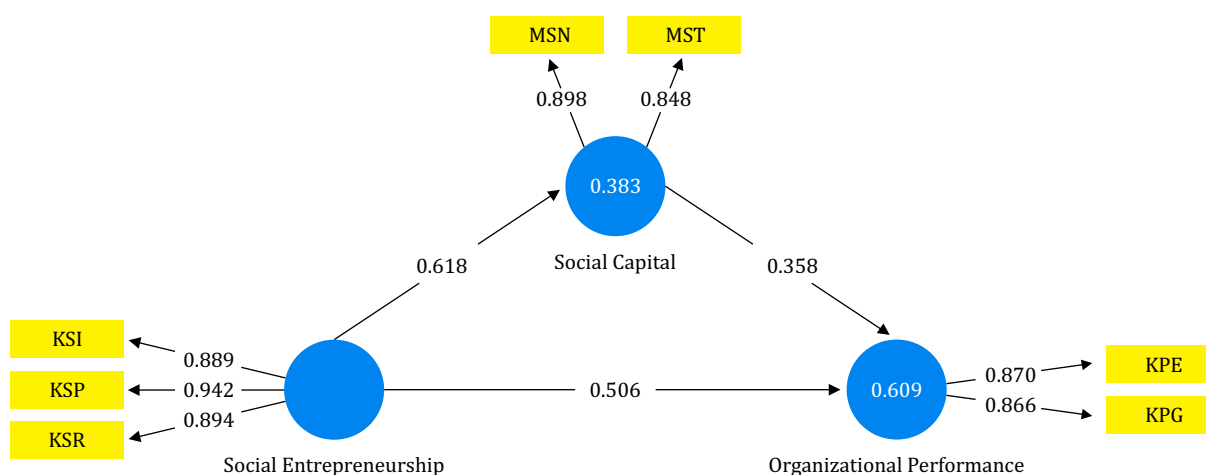 MSN
MST
0.898
0.848
0.383
Social Capital
0.618
0.358
KSI
KSP
KSR
0.889
0.942
0.894
0.506
0.609
0.870
0.866
KPE
KPG
Social Entrepreneurship
Organizational Performance